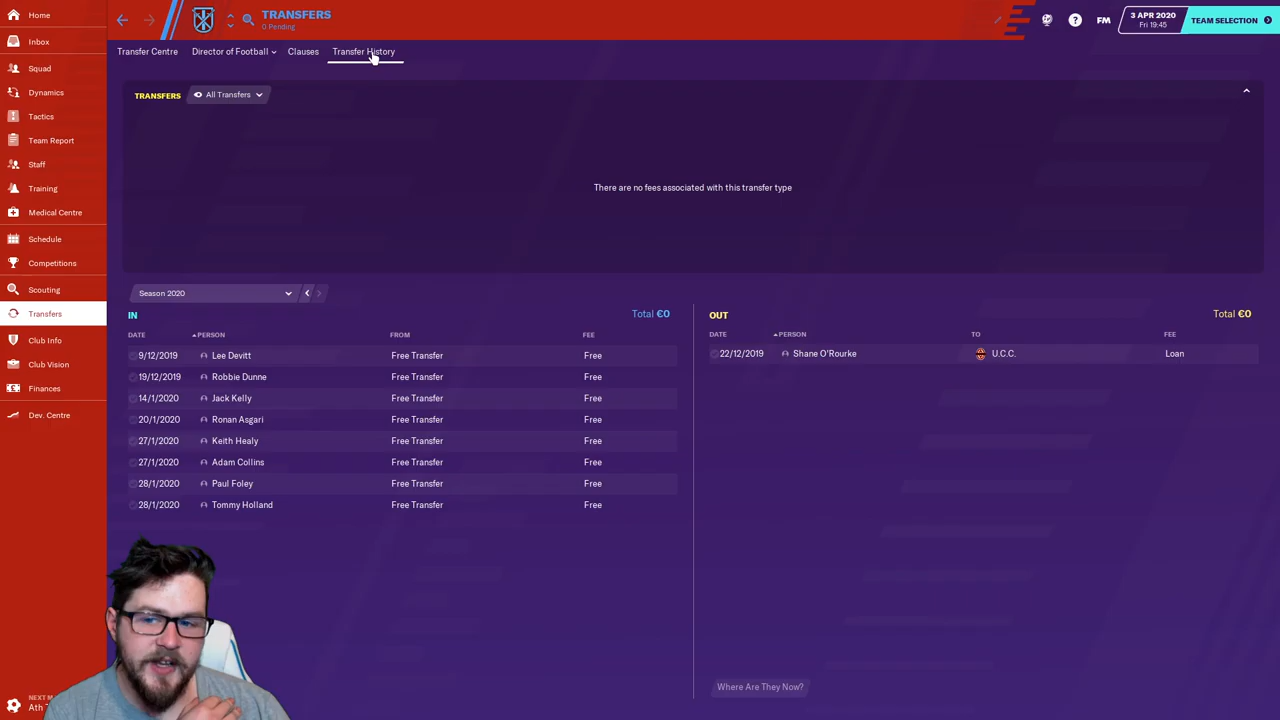 Home
Inbox
Squad
Dynamics
Tactics
Team Report
Staff
Training
Medical Centre
Schedule
Competitions
Scouting
Transfers
Club Info
Club Vision
Finances
Dev. Centre
TRANSFERS
0 Pending
? FM
3 APR 2020
Fri 19:45
TEAM SELECTION
Transfer Centre Director of Football Clauses Transfer History
TRANSFERS All Transfers
There are no fees associated with this transfer type
Season 2020
IN Total €0
DATE PERSON FROM FEE
9/12/2019 Lee Devitt Free Transfer Free
19/12/2019 Robbie Dunne Free Transfer Free
14/1/2020 Jack Kelly Free Transfer Free
20/1/2020 Ronan Asgari Free Transfer Free
27/1/2020 Keith Healy Free Transfer Free
27/1/2020 Adam Collins Free Transfer Free
28/1/2020 Paul Foley Free Transfer Free
28/1/2020 Tommy Holland Free Transfer Free
OUT Total €0
DATE PERSON TO FEE
22/12/2019 Shane O'Rourke U.C.C. Loan
Where Are They Now?
NEXT
Ath